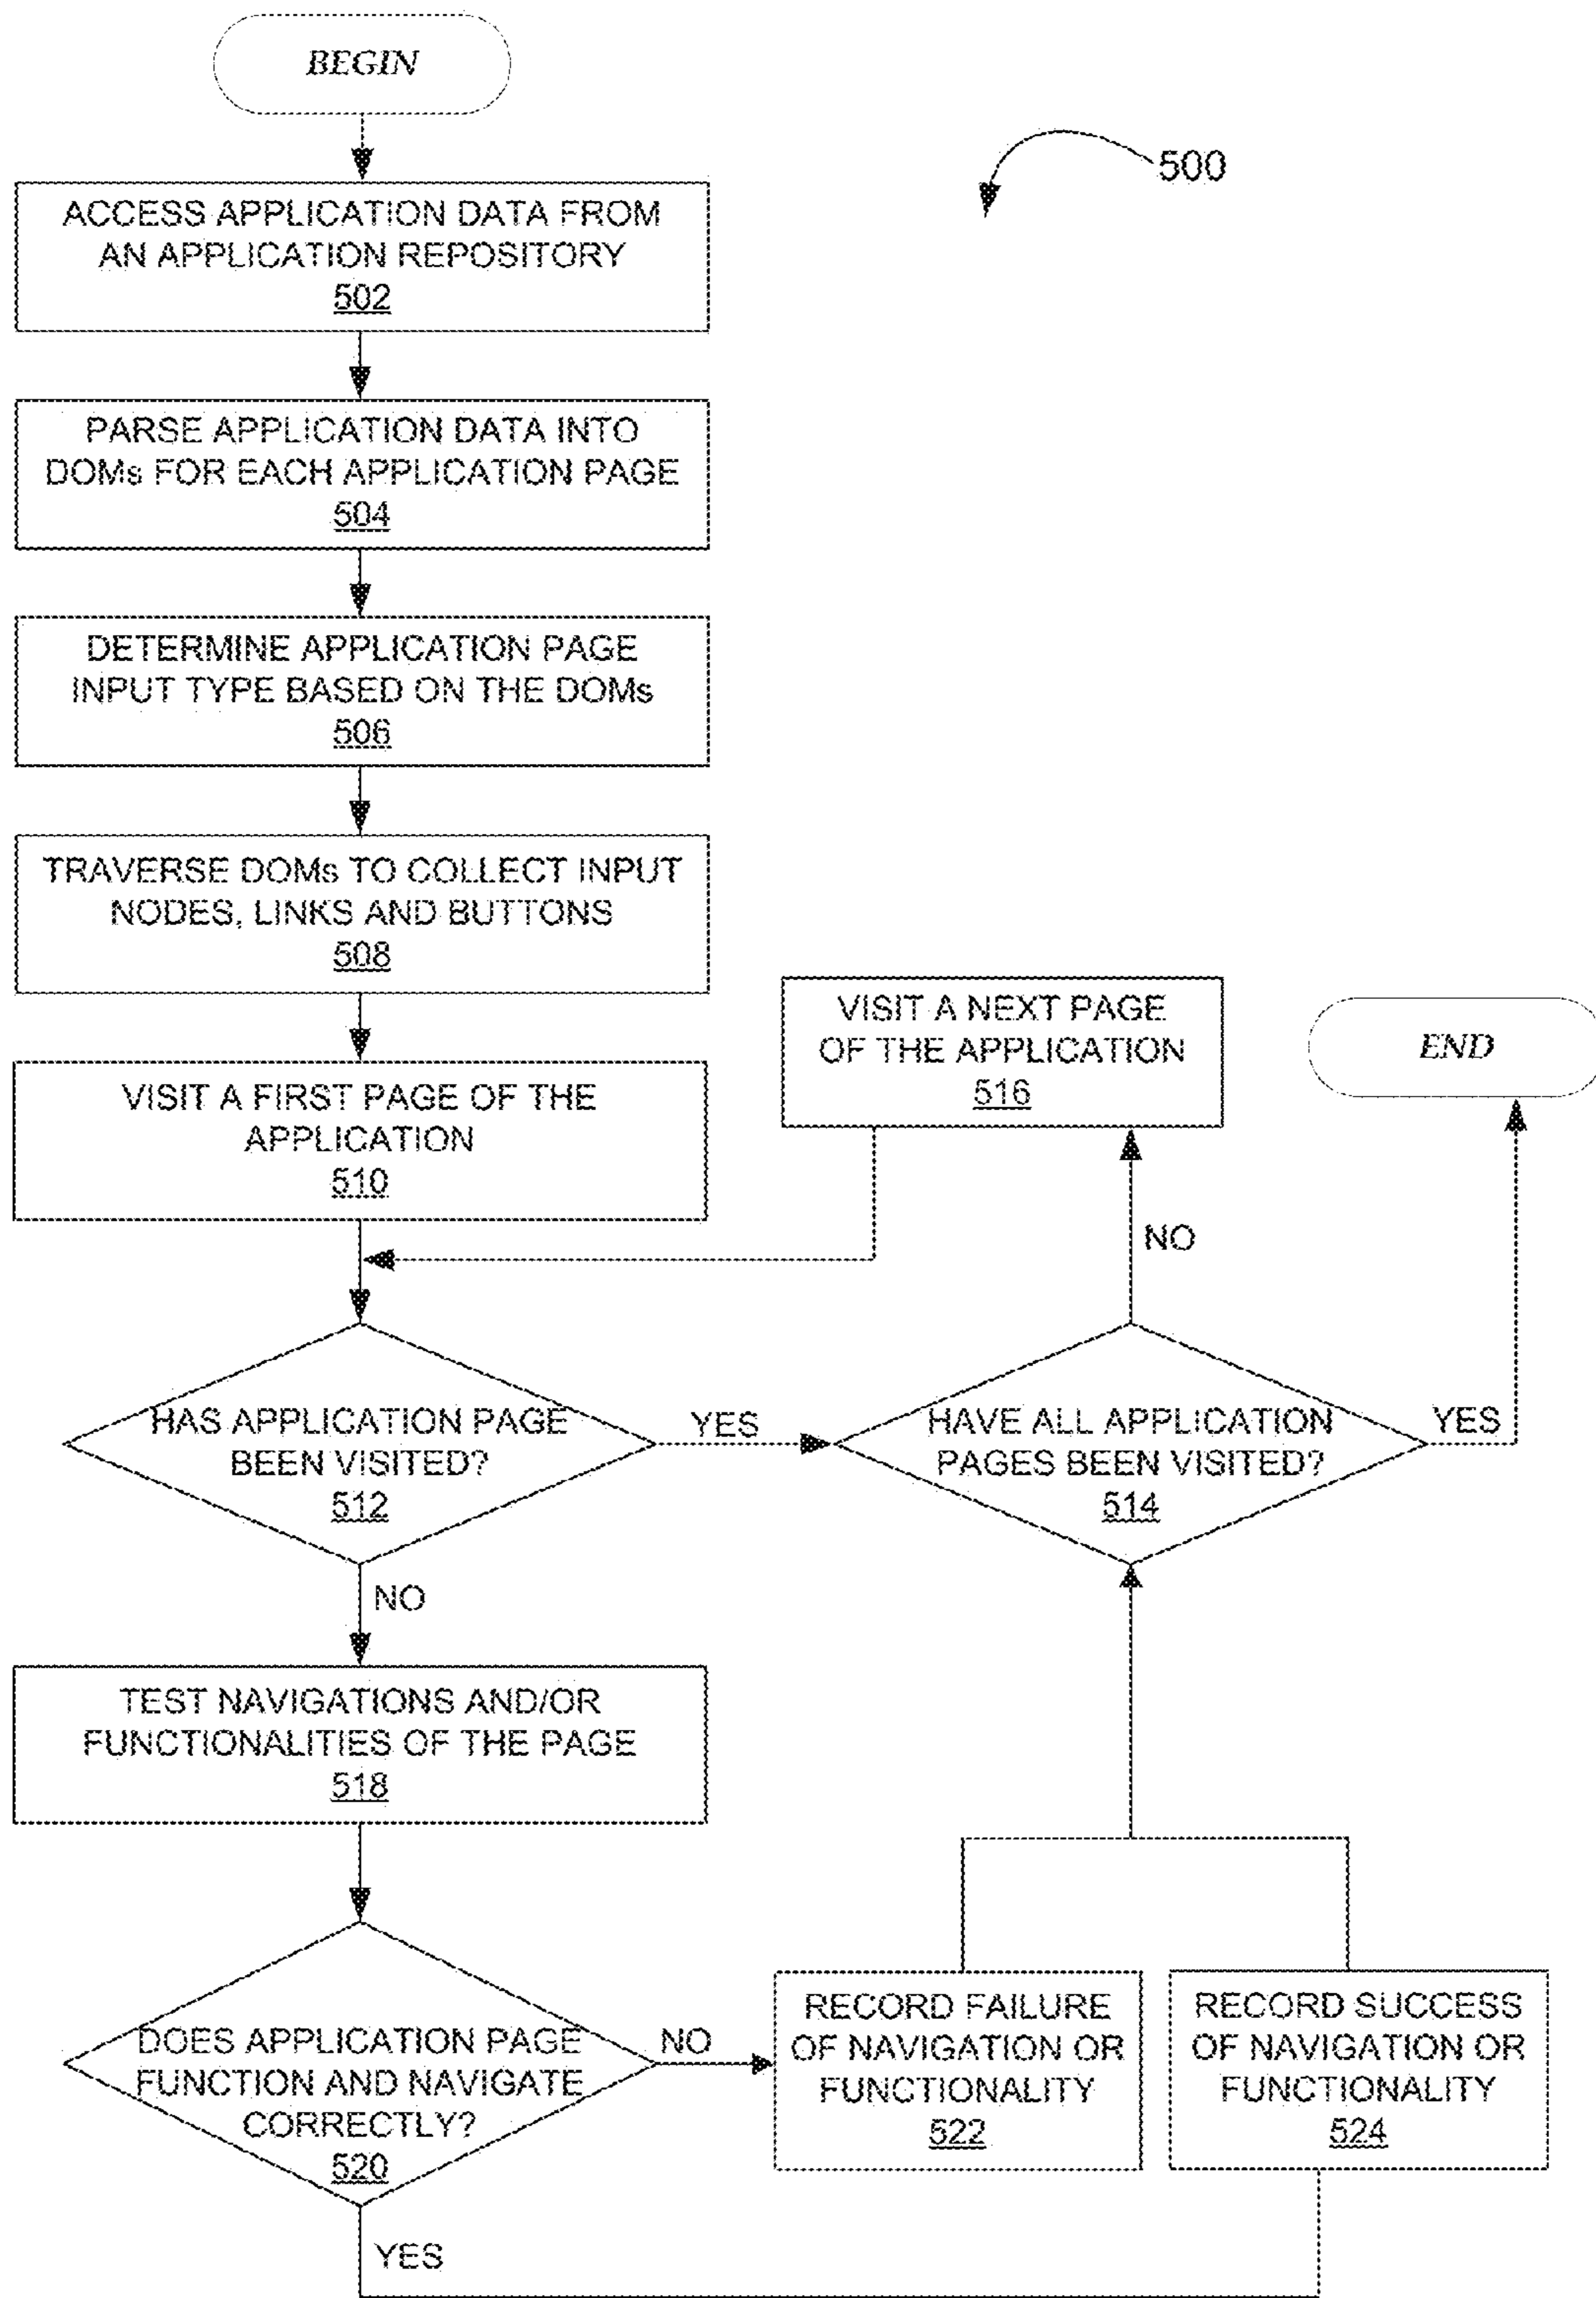 BEGIN
500
ACCESS APPLICATION DATA FROM
AN APPLICATION REPOSITORY
502
PARSE APPLICATION DATA INTO
DOMs FOR EACH APPLICATION PAGE
504
DETERMINE APPLICATION PAGE
INPUT TYPE BASED ON THE DOMs
506
TRAVERSE DOMs TO COLLECT INPUT
NODES, LINKS AND BUTTONS
508
VISIT A NEXT PAGE
OF THE APPLICATION
516
END
VISIT A FIRST PAGE OF THE
APPLICATION
510
NO
HAS APPLICATION PAGE
BEEN VISITED?
512
YES
HAVE ALL APPLICATION
PAGES BEEN VISITED?
514
YES
NO
TEST NAVIGATIONS AND/OR
FUNCTIONALITIES OF THE PAGE
518
DOES APPLICATION PAGE
FUNCTION AND NAVIGATE
CORRECTLY?
520
NO
RECORD FAILURE
OF NAVIGATION OR
FUNCTIONALITY
522
RECORD SUCCESS
OF NAVIGATION OR
FUNCTIONALITY
524
YES